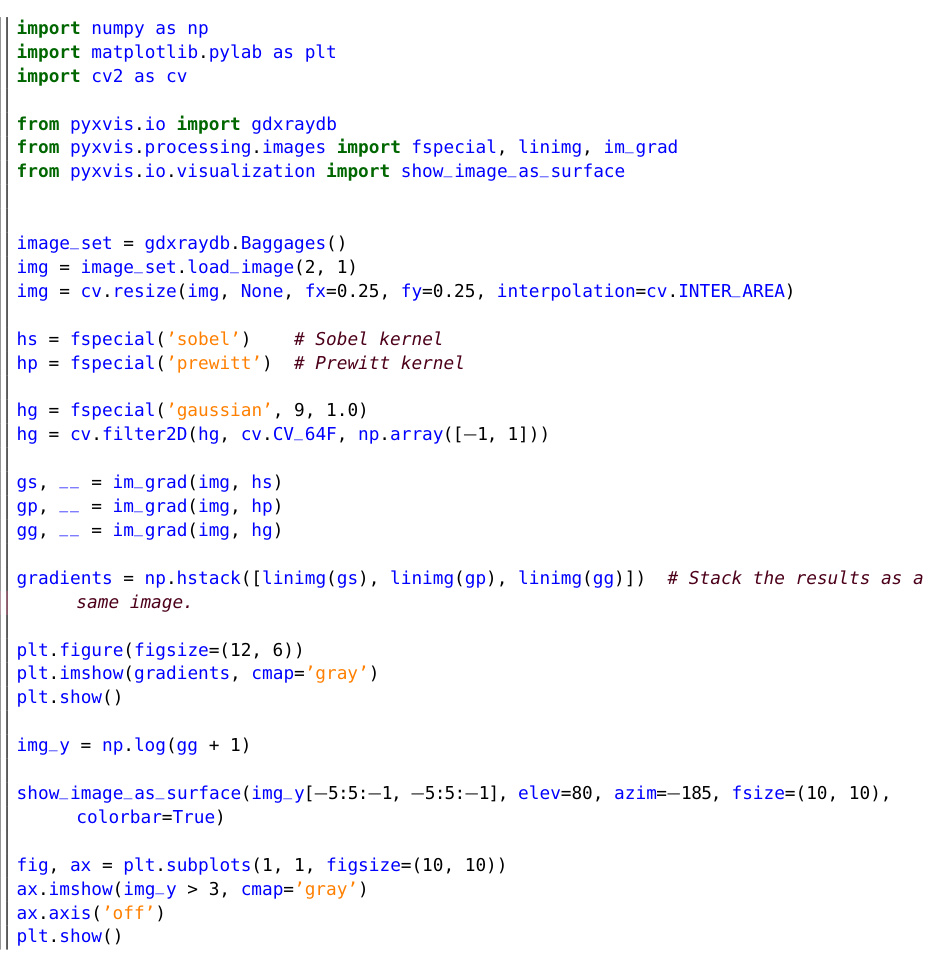 import numpy as np
import matplotlib.pylab as plt
import cv2 as cv
from pyxvis.io import gdxraydb
from pyxvis.processing.images import fspecial, linimg, im_grad
from pyxvis.io.visualization import show_image_as_surface
image_set = gdxraydb.Baggages()
img = image_set.load_image(2, 1)
img = cv.resize(img, None, fx=0.25, fy=0.25, interpolation=cv.INTER_AREA)
hs = fspecial(’sobel’)    # Sobel kernel
hp = fspecial(’prewitt’)  # Prewitt kernel
hg = fspecial(’gaussian’, 9, 1.0)
hg = cv.filter2D(hg, cv.CV_64F, np.array([−1, 1]))
gs, __ = im_grad(img, hs)
gp, __ = im_grad(img, hp)
gg, __ = im_grad(img, hg)
gradients = np.hstack([linimg(gs), linimg(gp), linimg(gg)])  # Stack the results as a
same image.
plt.figure(figsize=(12, 6))
plt.imshow(gradients, cmap=’gray’)
plt.show()
img_y = np.log(gg + 1)
show_image_as_surface(img_y[−5:5:−1, −5:5:−1], elev=80, azim=−185, fsize=(10, 10),
colorbar=True)
fig, ax = plt.subplots(1, 1, figsize=(10, 10))
ax.imshow(img_y > 3, cmap=’gray’)
ax.axis(’off’)
plt.show()